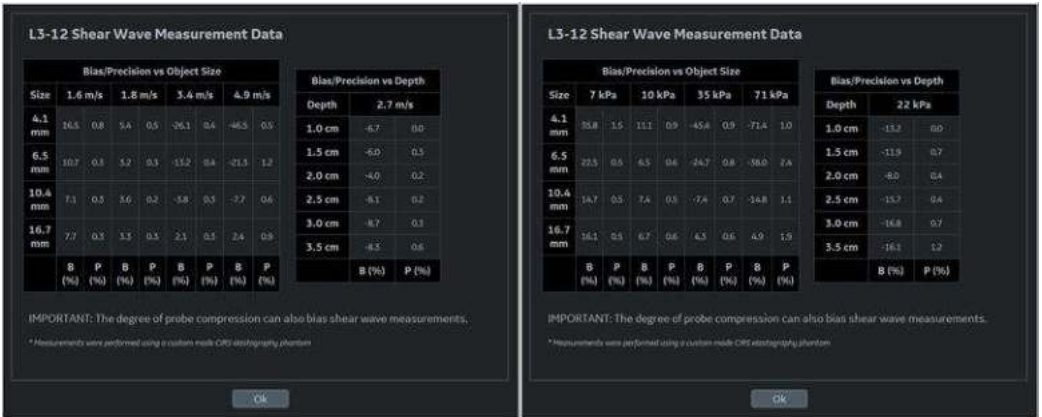 L3-12 Shear Wave Measurement Data
Bias/Precision vs Object Size
Size 1.6 m/s 1.8 m/s 3.4 m/s 4.9 m/s
4.1 mm 16.5 0.8 5.4 0.5 -26.1 0.4 -46.5 0.5
6.5 mm 10.7 0.3 3.2 0.3 -13.2 0.4 -21.3 1.2
10.4 mm 7.1 0.3 3.6 0.2 -3.8 0.3 -7.7 0.6
16.7 mm 7.7 0.3 3.3 0.3 2.1 0.3 2.4 0.9
B (%) P (%) B (%) P (%) B (%) P (%) B (%) P (%)
Bias/Precision vs Depth
Depth 2.7 m/s
1.0 cm -6.7 0.0
1.5 cm -6.0 0.3
2.0 cm -4.0 0.2
2.5 cm -8.1 0.2
3.0 cm -8.7 0.3
3.5 cm -8.3 0.6
B (%) P (%)
IMPORTANT: The degree of probe compression can also bias shear wave measurements.
* Measurements were performed using a custom made CIRS elastography phantom
Ok
L3-12 Shear Wave Measurement Data
Bias/Precision vs Object Size
Size 7 kPa 10 kPa 35 kPa 71 kPa
4.1 mm 35.8 1.5 11.1 0.9 -45.4 0.9 -71.4 1.0
6.5 mm 22.5 0.5 6.5 0.6 -24.7 0.8 -38.0 2.4
10.4 mm 14.7 0.5 7.4 0.5 -7.4 0.7 -14.8 1.1
16.7 mm 16.1 0.5 6.7 0.6 4.3 0.6 4.9 1.9
B (%) P (%) B (%) P (%) B (%) P (%) B (%) P (%)
Bias/Precision vs Depth
Depth 22 kPa
1.0 cm -13.2 0.0
1.5 cm -11.9 0.7
2.0 cm -8.0 0.4
2.5 cm -15.7 0.4
3.0 cm -16.8 0.7
3.5 cm -16.1 1.2
B (%) P (%)
IMPORTANT: The degree of probe compression can also bias shear wave measurements.
* Measurements were performed using a custom made CIRS elastography phantom
Ok